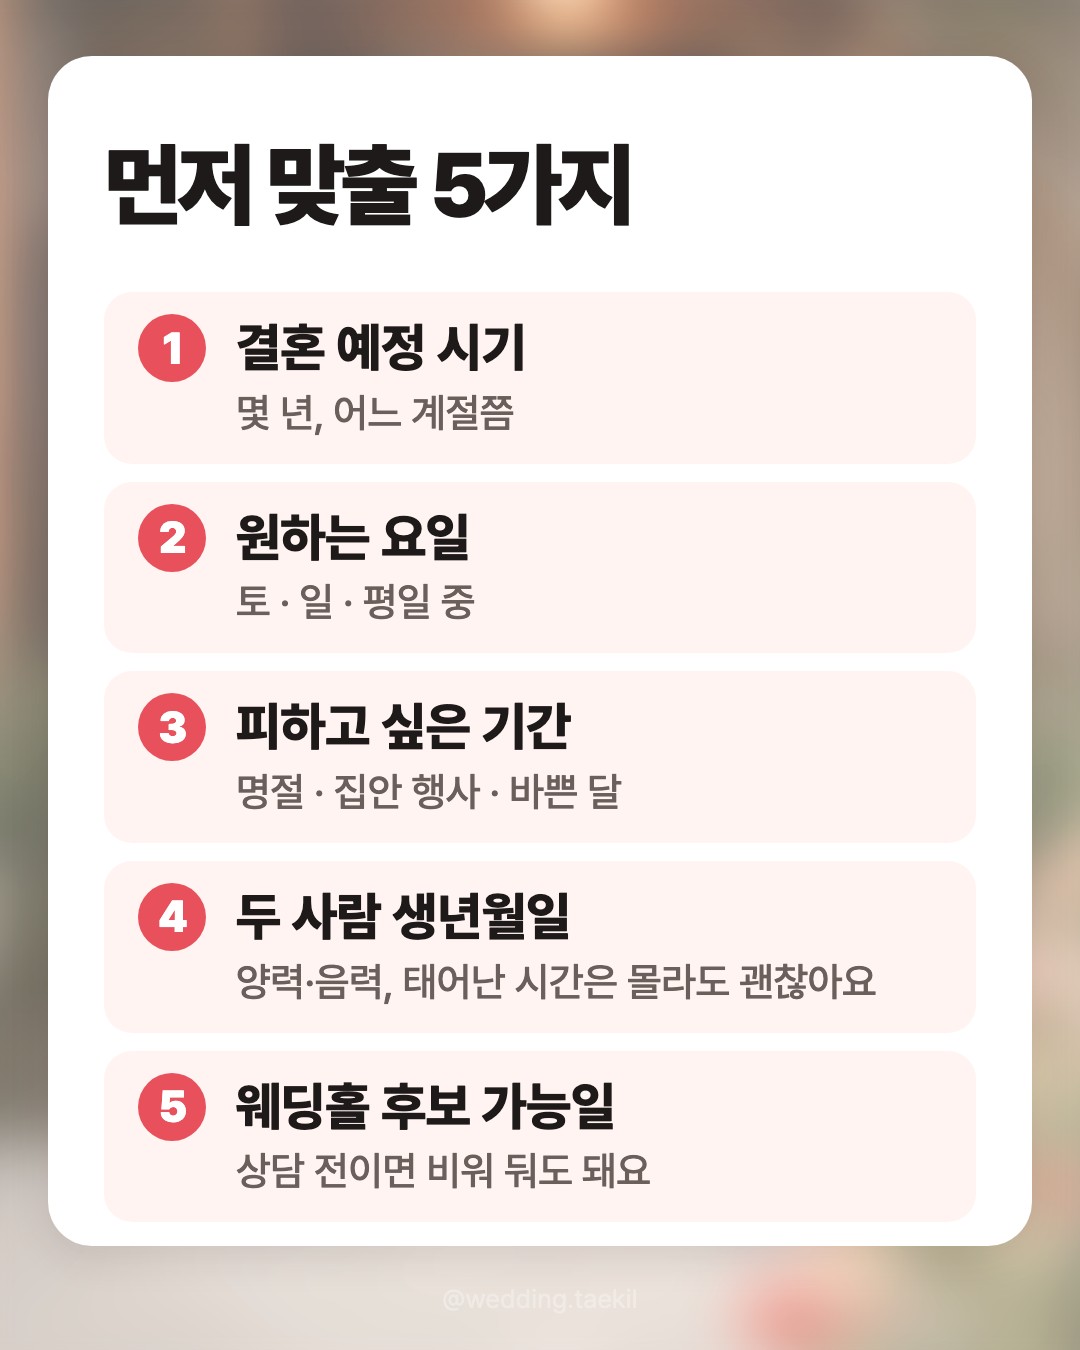 먼저 맞출 5가지
1 결혼 예정 시기
몇 년, 어느 계절쯤
2 원하는 요일
토 · 일 · 평일 중
3 피하고 싶은 기간
명절 · 집안 행사 · 바쁜 달
4 두 사람 생년월일
양력·음력, 태어난 시간은 몰라도 괜찮아요
5 웨딩홀 후보 가능일
상담 전이면 비워 둬도 돼요
@wedding.taekil